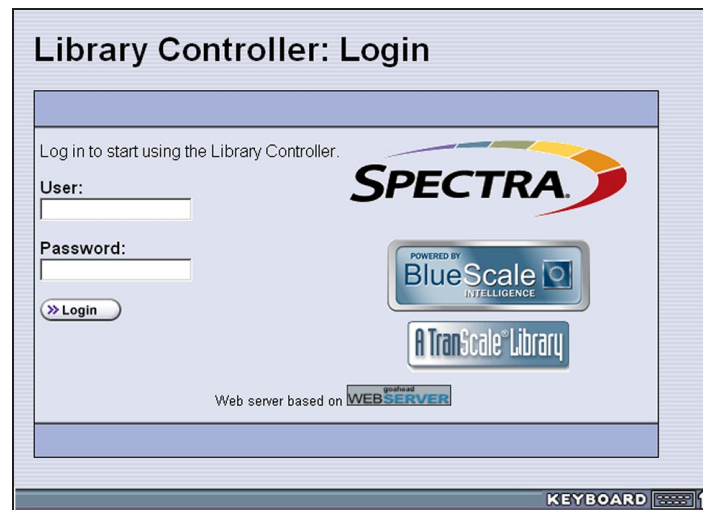 Library Controller: Login
Log in to start using the Library Controller.
SPECTRA
User:
Password:
POWERED BY
BlueScale
INTELLIGENCE
Login
A TranScale® Library
Web server based on goahead WEBSERVER
KEYBOARD